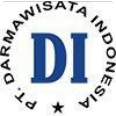 PT. DARMAWISATA INDONESIA
DI